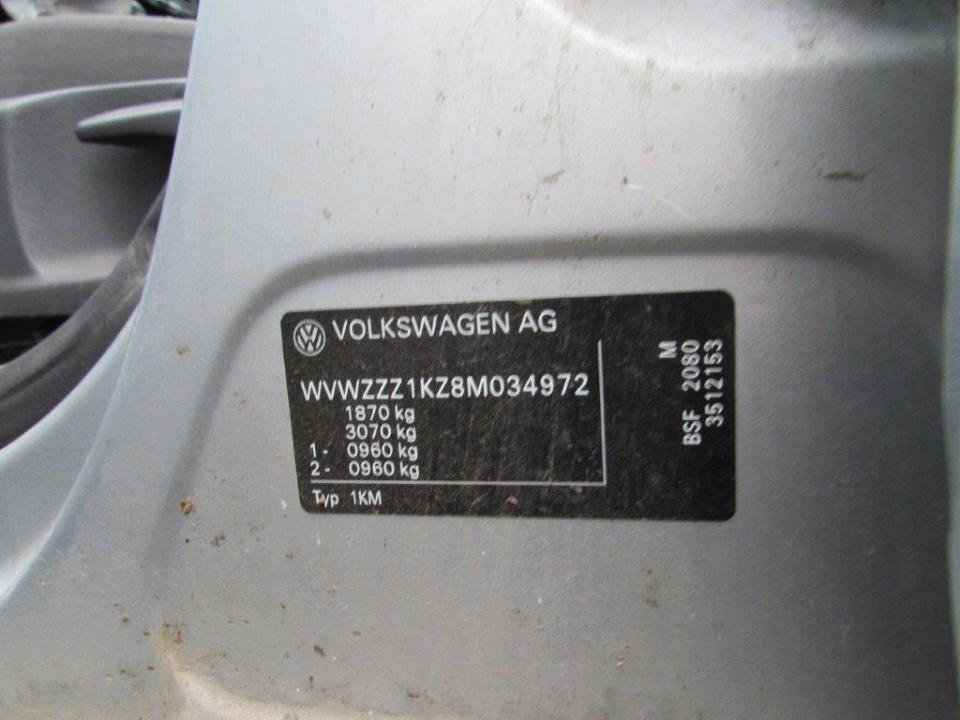 VOLKSWAGEN AG
WVWZZZ1KZ8M034972
1870 kg
3070 kg
1- 0960 kg
2- 0960 kg
Typ 1KM
M
BSF 2080
3512153